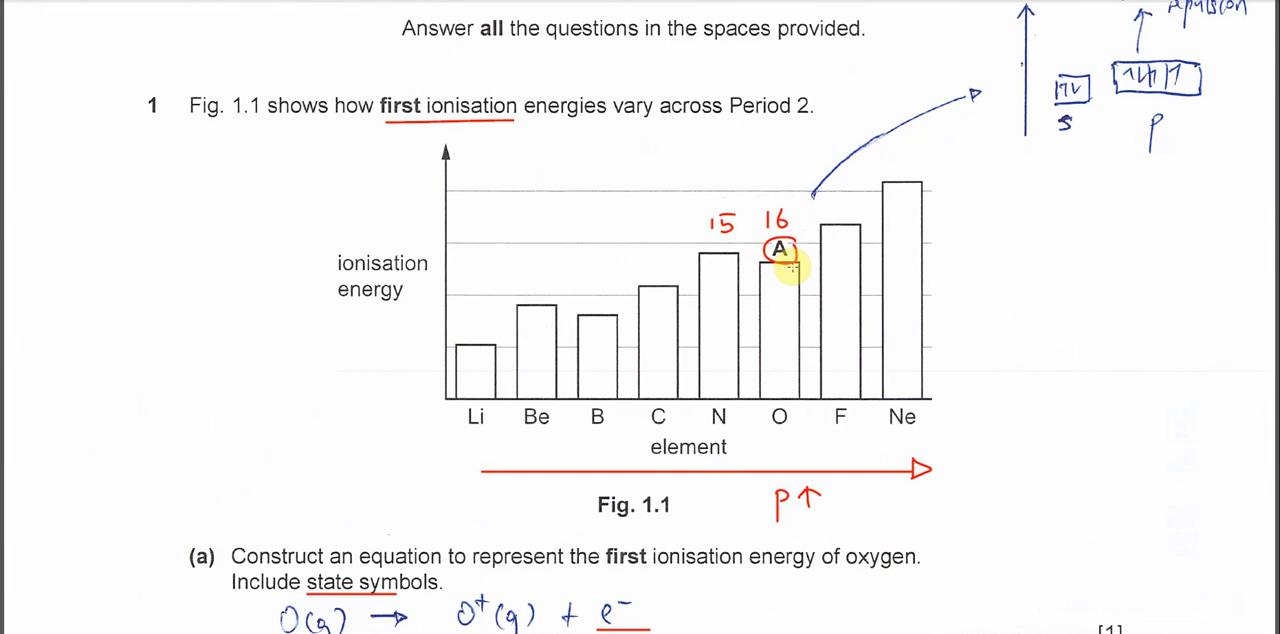 Answer all the questions in the spaces provided.
repulsion
1 Fig. 1.1 shows how first ionisation energies vary across Period 2.
s
p
15 16
A
ionisation
energy
Li Be B C N O F Ne
element
Fig. 1.1
p↑
(a) Construct an equation to represent the first ionisation energy of oxygen.
Include state symbols.
O(g) → O⁺(g) + e⁻
[1]